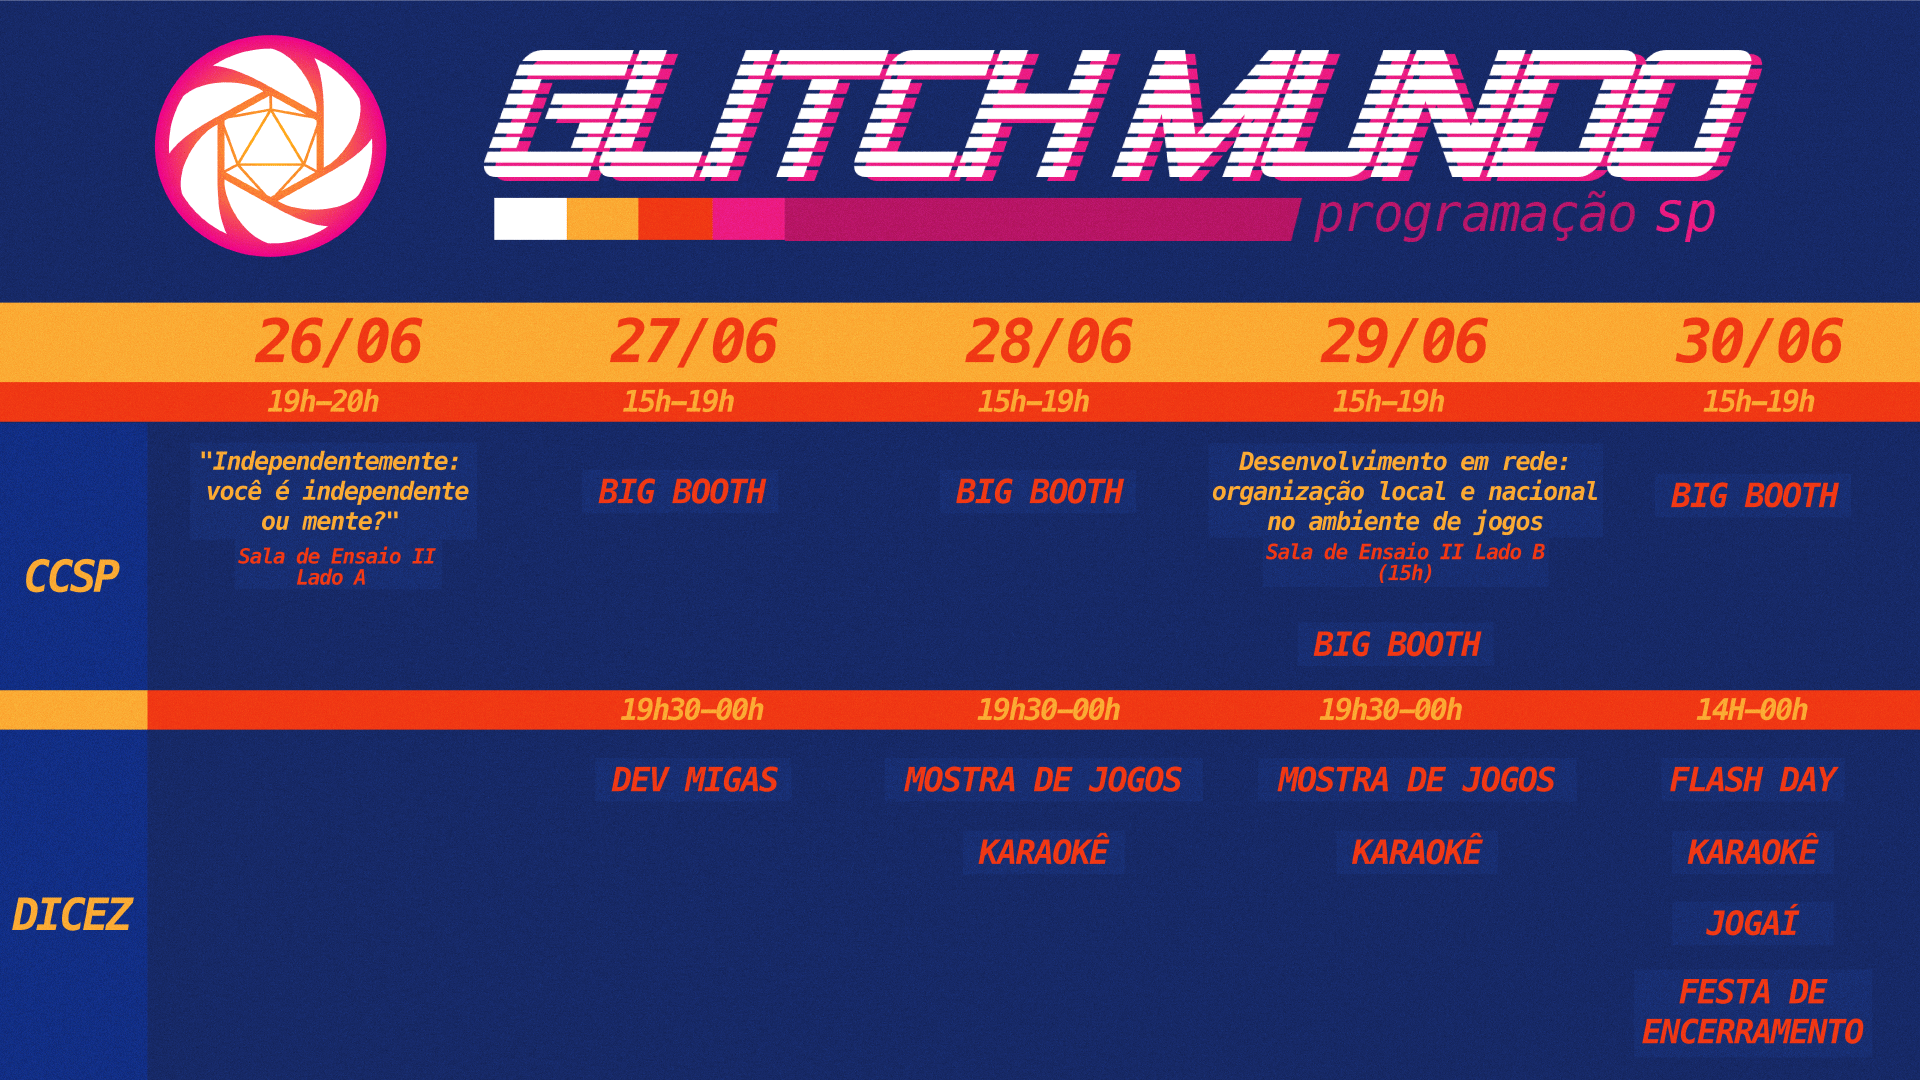 GLITCH MUNDO
programação sp
26/06 27/06 28/06 29/06 30/06
19h—20h 15h—19h 15h—19h 15h—19h 15h—19h
CCSP
"Independentemente:
você é independente
ou mente?"
Sala de Ensaio II
Lado A
BIG BOOTH
BIG BOOTH
Desenvolvimento em rede:
organização local e nacional
no ambiente de jogos
Sala de Ensaio II Lado B
(15h)
BIG BOOTH
BIG BOOTH
19h30—00h 19h30—00h 19h30—00h 14H—00h
DICEZ
DEV MIGAS
MOSTRA DE JOGOS
KARAOKÊ
MOSTRA DE JOGOS
KARAOKÊ
FLASH DAY
KARAOKÊ
JOGAÍ
FESTA DE
ENCERRAMENTO